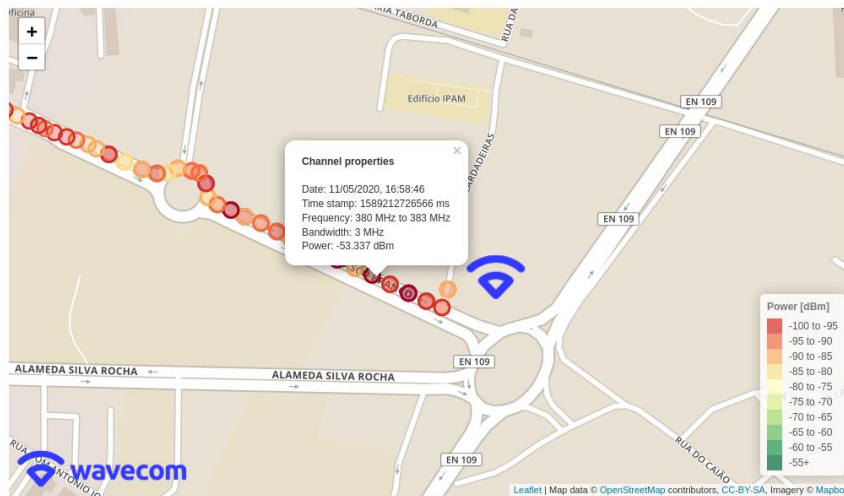 Oficina
+
−
MARIA TABORDA
RUA DA
Edifício IPAM
EN 109
EN 109
CARDADEIRAS
×
Channel properties
Date: 11/05/2020, 16:58:46
Time stamp: 1589212726566 ms
Frequency: 380 MHz to 383 MHz
Bandwidth: 3 MHz
Power: -53.337 dBm
EN 109
Power [dBm]
-100 to -95
-95 to -90
-90 to -85
-85 to -80
-80 to -75
-75 to -70
-70 to -65
-65 to -60
-60 to -55
-55+
EN 109
ALAMEDA SILVA ROCHA
ALAMEDA SILVA ROCHA
RUA DO CAIÃO
EN 109
wavecom
Leaflet | Map data © OpenStreetMap contributors, CC-BY-SA, Imagery © Mapbo